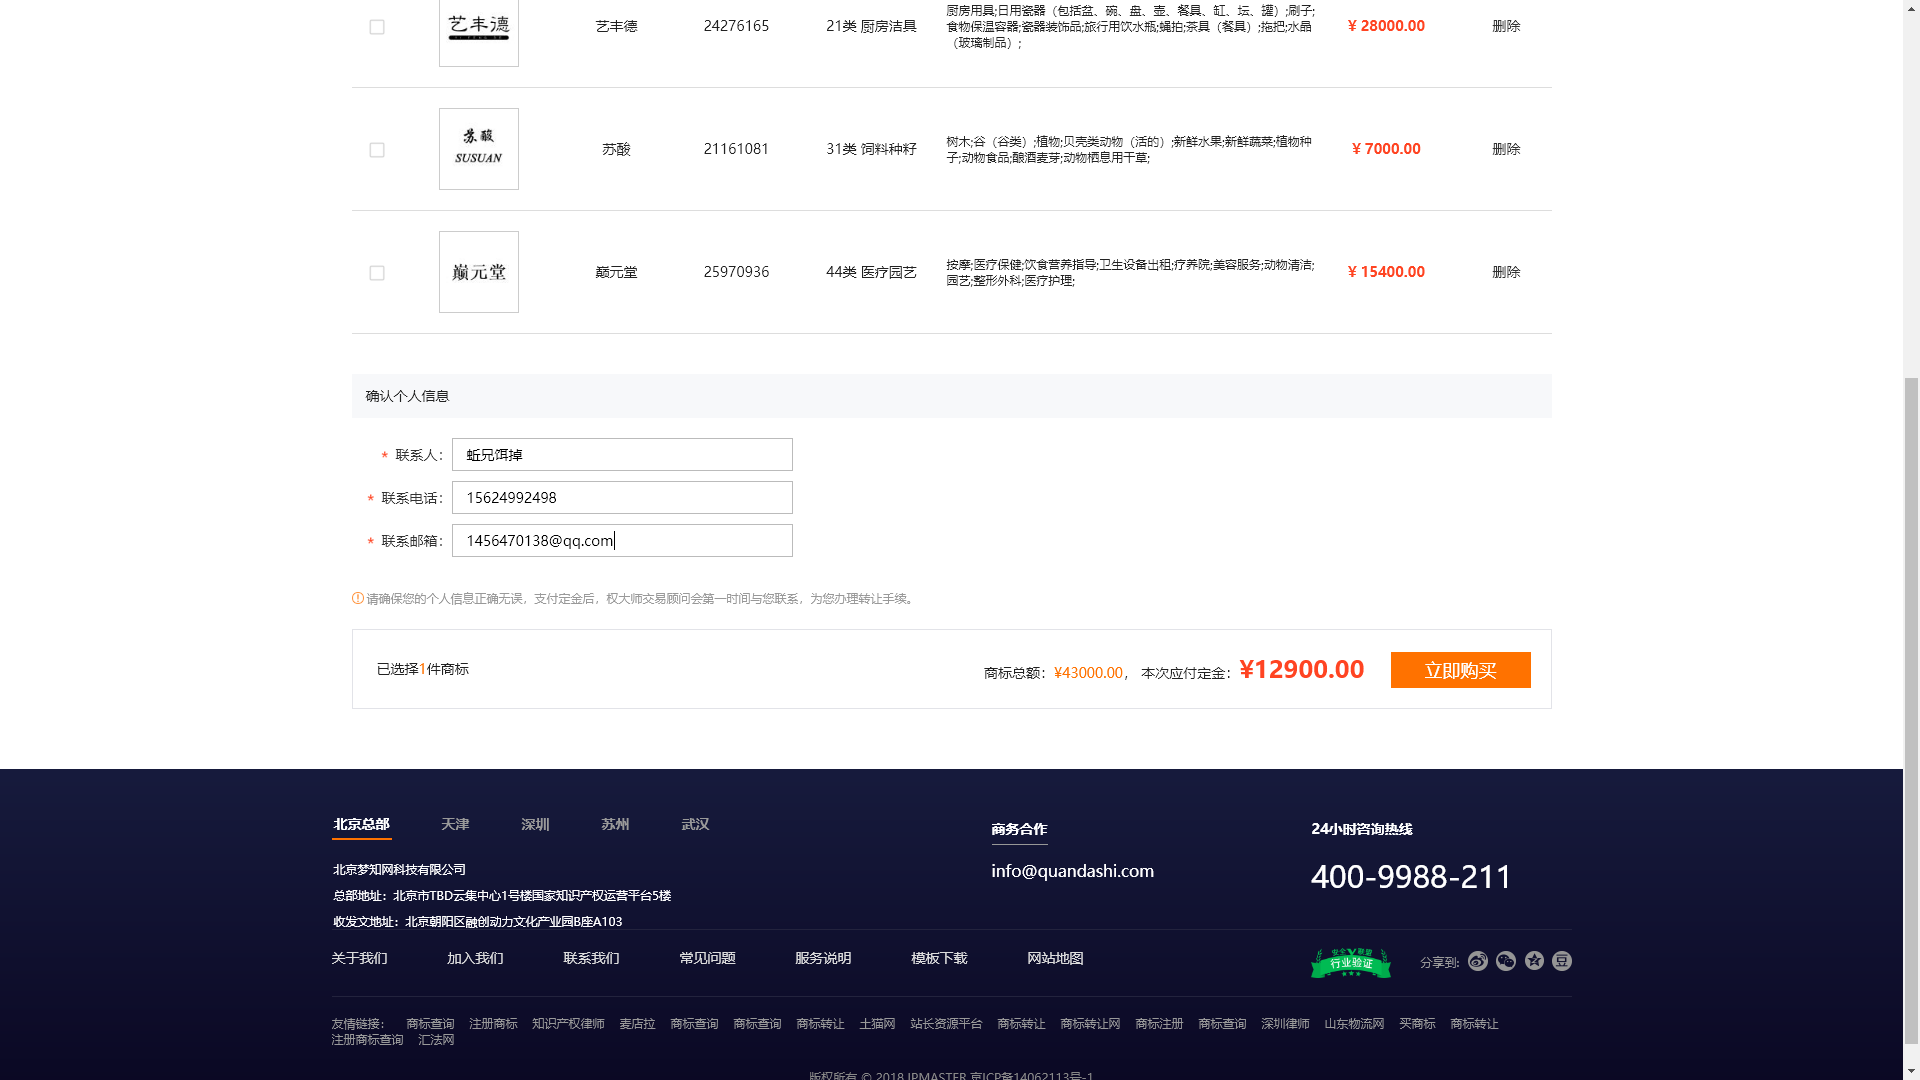 艺丰德
艺丰德
24276165
21类 厨房洁具
厨房用具;日用瓷器（包括盆、碗、盘、壶、餐具、缸、坛、罐）;刷子;
食物保温容器;瓷器装饰品;旅行用饮水瓶;蝇拍;茶具（餐具）;拖把;水晶
（玻璃制品）;
¥ 28000.00
删除
苏酸
SUSUAN
苏酸
21161081
31类 饲料种籽
树木;谷（谷类）;植物;贝壳类动物（活的）;新鲜水果;新鲜蔬菜;植物种
子;动物食品;酿酒麦芽;动物栖息用干草;
¥ 7000.00
删除
巅元堂
巅元堂
25970936
44类 医疗园艺
按摩;医疗保健;饮食营养指导;卫生设备出租;疗养院;美容服务;动物清洁;
园艺;整形外科;医疗护理;
¥ 15400.00
删除
确认个人信息
* 联系人： 蚯兄饵掉
* 联系电话： 15624992498
* 联系邮箱： 1456470138@qq.com
请确保您的个人信息正确无误，支付定金后，权大师交易顾问会第一时间与您联系，为您办理转让手续。
已选择1件商标
商标总额：¥43000.00， 本次应付定金：¥12900.00
立即购买
北京总部 天津 深圳 苏州 武汉
北京梦知网科技有限公司
总部地址：北京市TBD云集中心1号楼国家知识产权运营平台5楼
收发文地址：北京朝阳区融创动力文化产业园B座A103
商务合作
info@quandashi.com
24小时咨询热线
400-9988-211
关于我们 加入我们 联系我们 常见问题 服务说明 模板下载 网站地图
安全联盟
行业验证
分享到:
豆
友情链接： 商标查询 注册商标 知识产权律师 麦店拉 商标查询 商标查询 商标转让 土猫网 站长资源平台 商标转让 商标转让网 商标注册 商标查询 深圳律师 山东物流网 买商标 商标转让
注册商标查询 汇法网
版权所有 © 2018 IPMASTER 京ICP备14062113号-1